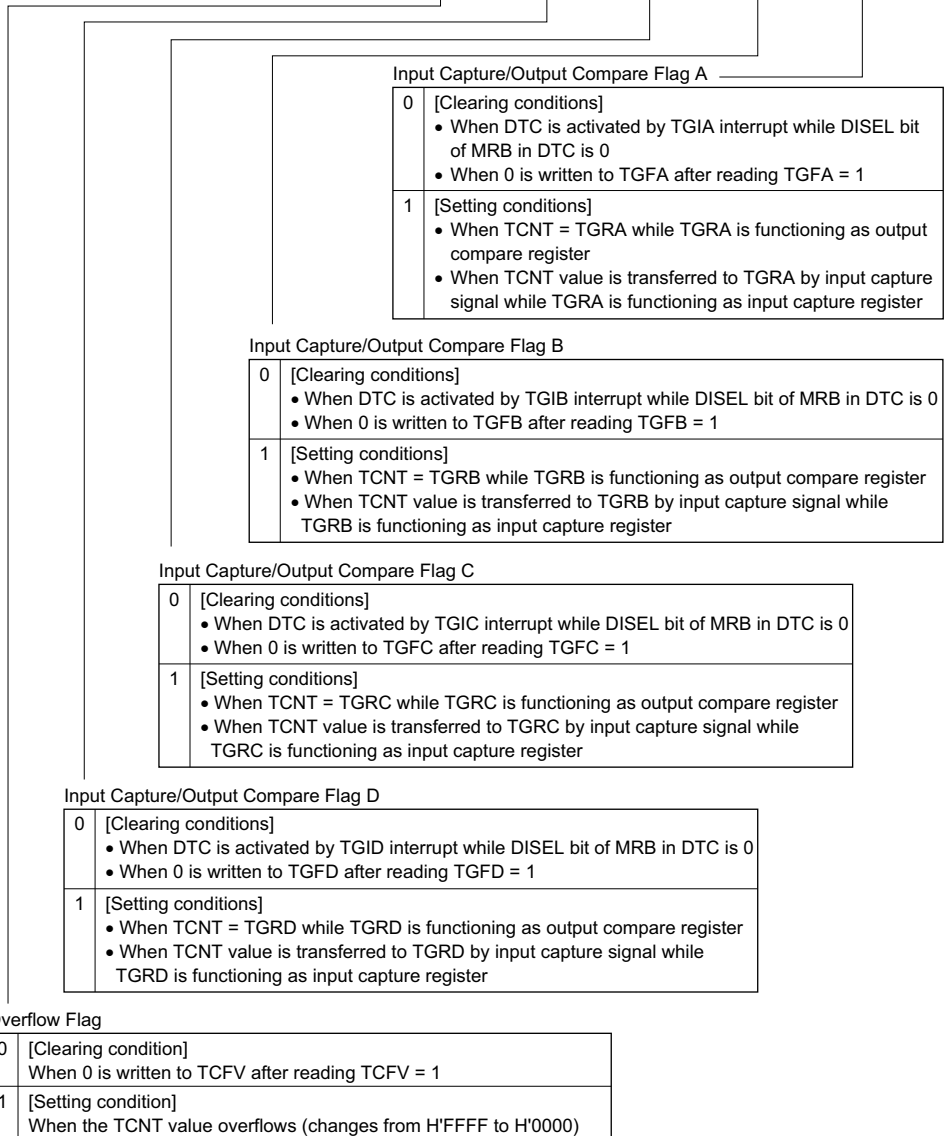 Input Capture/Output Compare Flag A
0 [Clearing conditions]
• When DTC is activated by TGIA interrupt while DISEL bit
of MRB in DTC is 0
• When 0 is written to TGFA after reading TGFA = 1
1 [Setting conditions]
• When TCNT = TGRA while TGRA is functioning as output
compare register
• When TCNT value is transferred to TGRA by input capture
signal while TGRA is functioning as input capture register
Input Capture/Output Compare Flag B
0 [Clearing conditions]
• When DTC is activated by TGIB interrupt while DISEL bit of MRB in DTC is 0
• When 0 is written to TGFB after reading TGFB = 1
1 [Setting conditions]
• When TCNT = TGRB while TGRB is functioning as output compare register
• When TCNT value is transferred to TGRB by input capture signal while
TGRB is functioning as input capture register
Input Capture/Output Compare Flag C
0 [Clearing conditions]
• When DTC is activated by TGIC interrupt while DISEL bit of MRB in DTC is 0
• When 0 is written to TGFC after reading TGFC = 1
1 [Setting conditions]
• When TCNT = TGRC while TGRC is functioning as output compare register
• When TCNT value is transferred to TGRC by input capture signal while
TGRC is functioning as input capture register
Input Capture/Output Compare Flag D
0 [Clearing conditions]
• When DTC is activated by TGID interrupt while DISEL bit of MRB in DTC is 0
• When 0 is written to TGFD after reading TGFD = 1
1 [Setting conditions]
• When TCNT = TGRD while TGRD is functioning as output compare register
• When TCNT value is transferred to TGRD by input capture signal while
TGRD is functioning as input capture register
verflow Flag
0 [Clearing condition]
When 0 is written to TCFV after reading TCFV = 1
1 [Setting condition]
When the TCNT value overflows (changes from H'FFFF to H'0000)